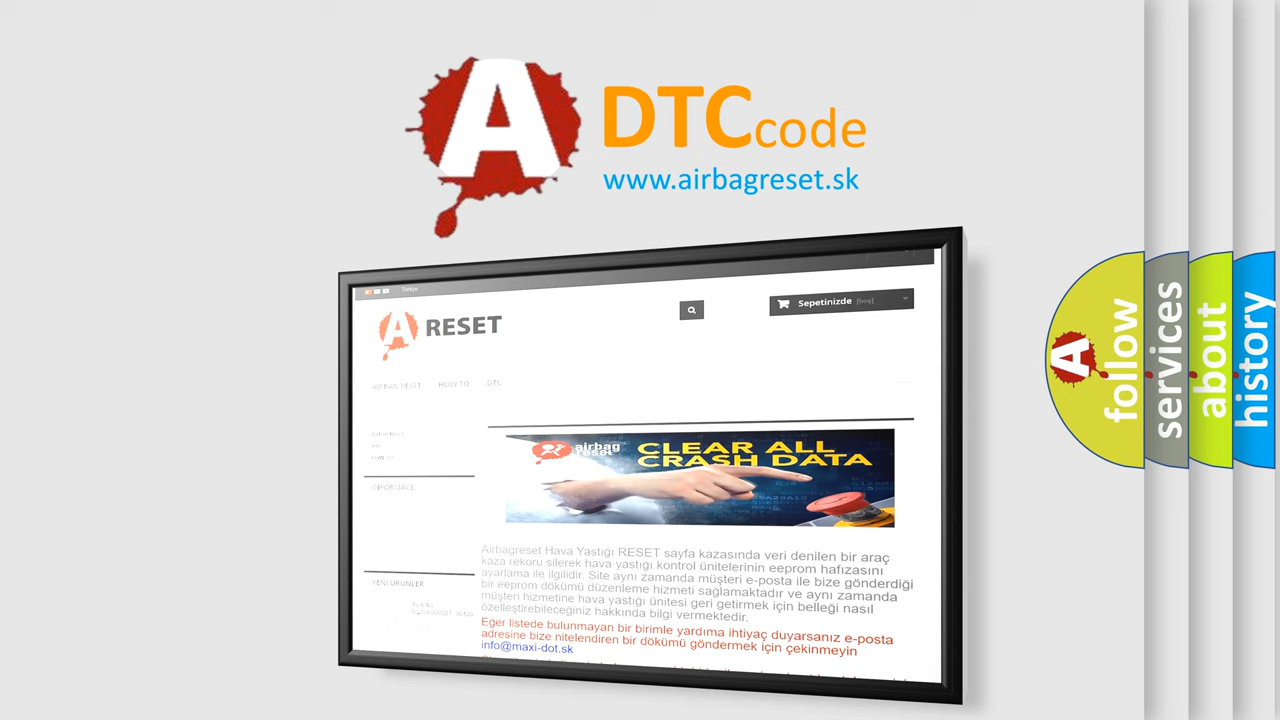 A
DTC code
www.airbagreset.sk
Türkçe
A RESET
Sepetinizde [boş]
AIRBAG RESET HOW TO DTC
airbag
reset
CLEAR ALL
CRASH DATA
INFORMACE
Airbagreset Hava Yastığı RESET sayfa kazasında veri denilen bir araç
kaza rekoru silerek hava yastığı kontrol ünitelerinin eeprom hafızasını
ayarlama ile ilgilidir. Site aynı zamanda müşteri e-posta ile bize gönderdiği
bir eeprom dökümü düzenleme hizmeti sağlamaktadır ve aynı zamanda
müşteri hizmetine hava yastığı ünitesi geri getirmek için belleği nasıl
özelleştirebileceğiniz hakkında bilgi vermektedir.
Eğer listede bulunmayan bir birimle yardıma ihtiyaç duyarsanız e-posta
adresine bize nitelendiren bir dökümü göndermek için çekinmeyin
info@maxi-dot.sk
YENI ÜRÜNLER
A
follow
services
about
history